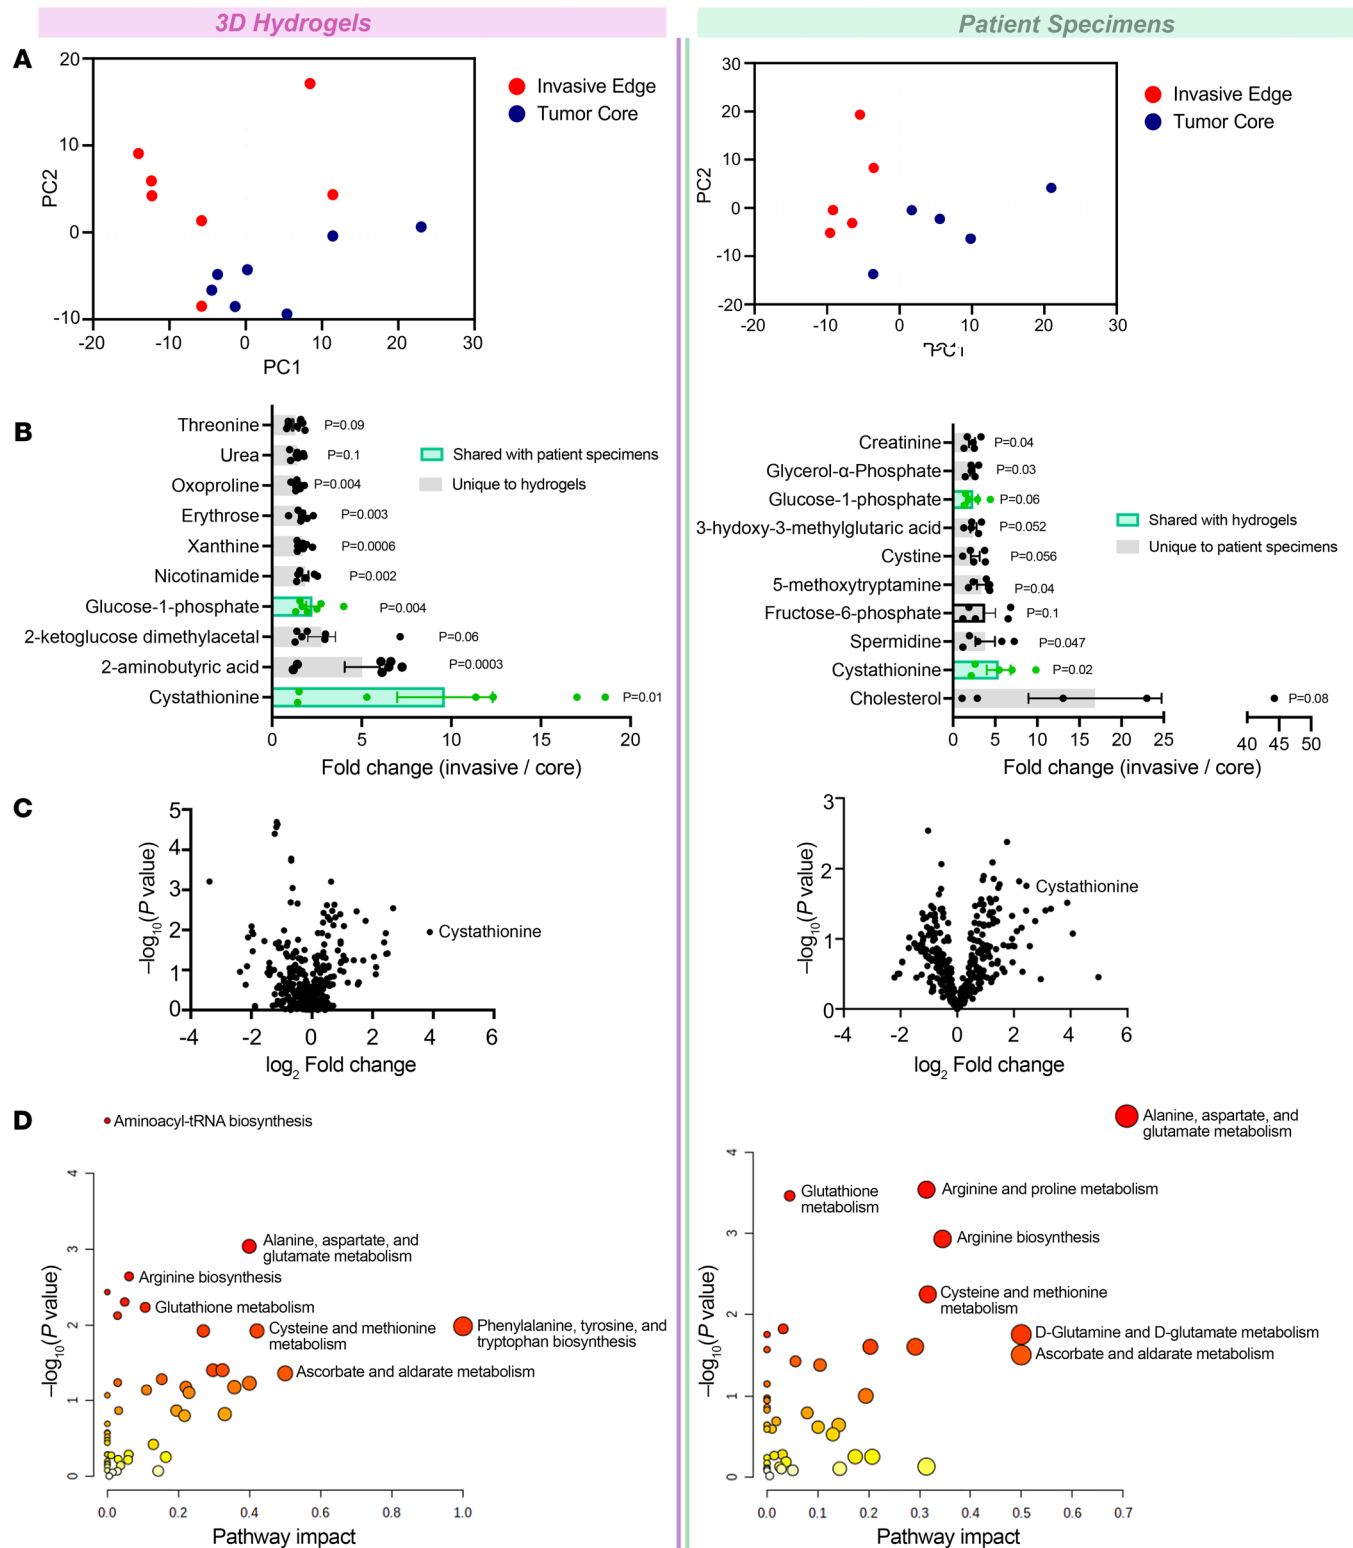 3D Hydrogels
Patient Specimens
A
20
10
0
-10
PC2
-20
-10
0
10
20
30
PC1
Invasive Edge
Tumor Core
30
20
10
0
-10
-20
PC2
-20
-10
0
10
20
30
Invasive Edge
Tumor Core
B
Threonine
P=0.09
Urea
P=0.1
Oxoproline
P=0.004
Erythrose
P=0.003
Xanthine
P=0.0006
Nicotinamide
P=0.002
Glucose-1-phosphate
P=0.004
2-ketoglucose dimethylacetal
P=0.06
2-aminobutyric acid
P=0.0003
Cystathionine
P=0.01
Shared with patient specimens
Unique to hydrogels
0
5
10
15
20
Fold change (invasive / core)
Creatinine
P=0.04
Glycerol-α-Phosphate
P=0.03
Glucose-1-phosphate
P=0.06
3-hydoxy-3-methylglutaric acid
P=0.052
Cystine
P=0.056
5-methoxytryptamine
P=0.04
Fructose-6-phosphate
P=0.1
Spermidine
P=0.047
Cystathionine
P=0.02
Cholesterol
P=0.08
Shared with hydrogels
Unique to patient specimens
0
5
10
15
20
25
40
45
50
Fold change (invasive / core)
C
5
4
3
2
1
0
–log10(P value)
Cystathionine
-4
-2
0
2
4
6
log2 Fold change
3
2
1
0
–log10(P value)
Cystathionine
-4
-2
0
2
4
6
log2 Fold change
D
Aminoacyl-tRNA biosynthesis
4
3
2
1
0
–log10(P value)
Alanine, aspartate, and
glutamate metabolism
Arginine biosynthesis
Glutathione metabolism
Cysteine and methionine
metabolism
Phenylalanine, tyrosine, and
tryptophan biosynthesis
Ascorbate and aldarate metabolism
0.0
0.2
0.4
0.6
0.8
1.0
Pathway impact
Alanine, aspartate, and
glutamate metabolism
4
3
2
1
0
–log10(P value)
Glutathione
metabolism
Arginine and proline metabolism
Arginine biosynthesis
Cysteine and methionine
metabolism
D-Glutamine and D-glutamate metabolism
Ascorbate and aldarate metabolism
0.0
0.1
0.2
0.3
0.4
0.5
0.6
0.7
Pathway impact